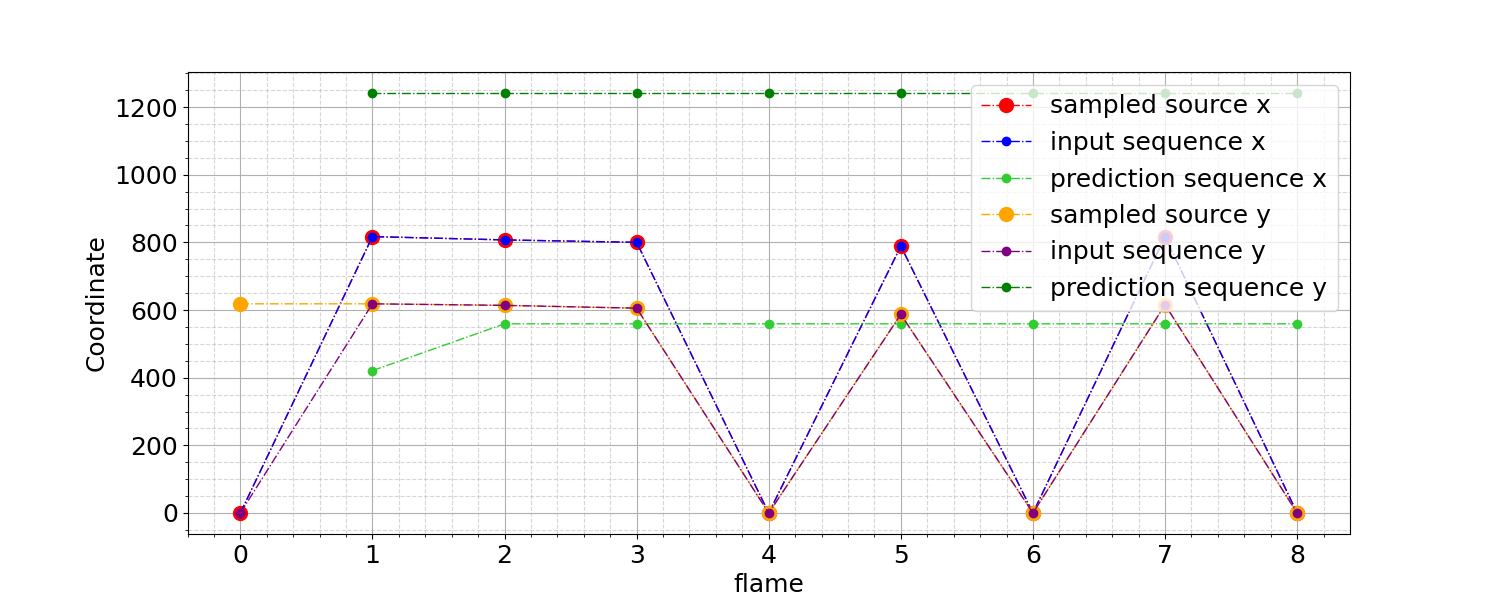 1200
1000
800
600
400
200
0
Coordinate
sampled source x
input sequence x
prediction sequence x
sampled source y
input sequence y
prediction sequence y
0 1 2 3 4 5 6 7 8
flame